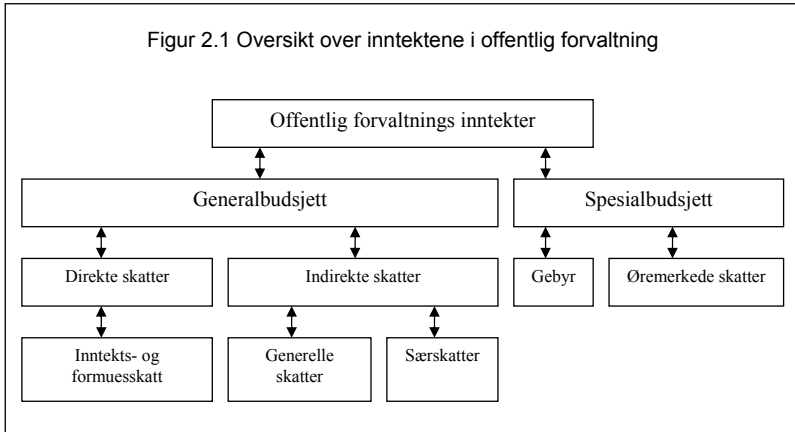 Figur 2.1 Oversikt over inntektene i offentlig forvaltning
Offentlig forvaltnings inntekter
Generalbudsjett
Spesialbudsjett
Direkte skatter
Indirekte skatter
Gebyr
Øremerkede skatter
Inntekts- og
formuesskatt
Generelle
skatter
Særskatter